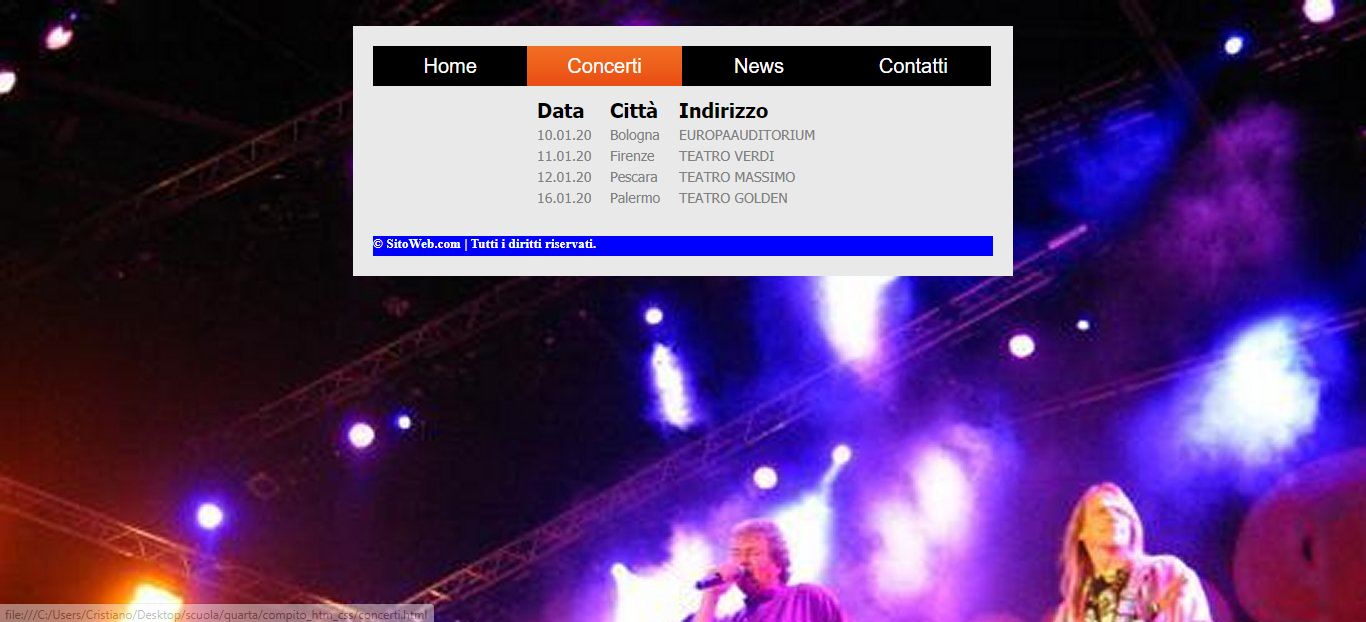 Home Concerti News Contatti
Data Città Indirizzo
10.01.20 Bologna EUROPAAUDITORIUM
11.01.20 Firenze TEATRO VERDI
12.01.20 Pescara TEATRO MASSIMO
16.01.20 Palermo TEATRO GOLDEN
© SitoWeb.com | Tutti i diritti riservati.
file:///C:/Users/Cristiano/Desktop/scuola/quarta/compito_htm_css/concerti.html